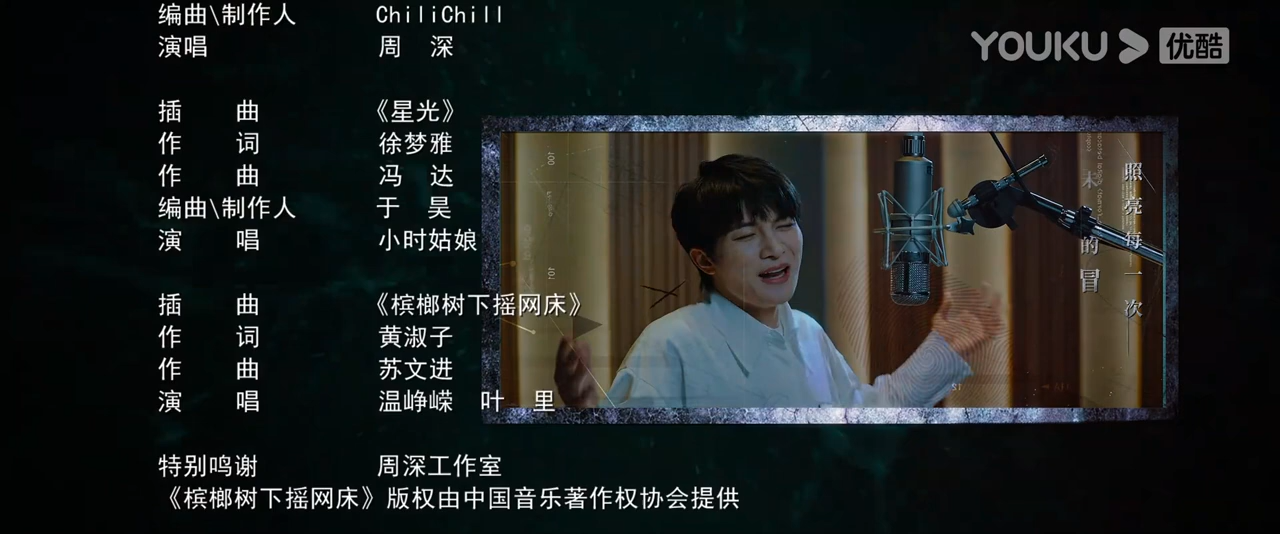 编曲\制作人 ChiliChill
演唱 周 深
YOUKU 优酷
插 曲 《星光》
作 词 徐梦雅
作 曲 冯 达
编曲\制作人 于 昊
演 唱 小时姑娘
插 曲 《槟榔树下摇网床》
作 词 黄淑子
作 曲 苏文进
演 唱 温峥嵘 叶 里
特别鸣谢 周深工作室
《槟榔树下摇网床》版权由中国音乐著作权协会提供
照亮每一次
未 的冒